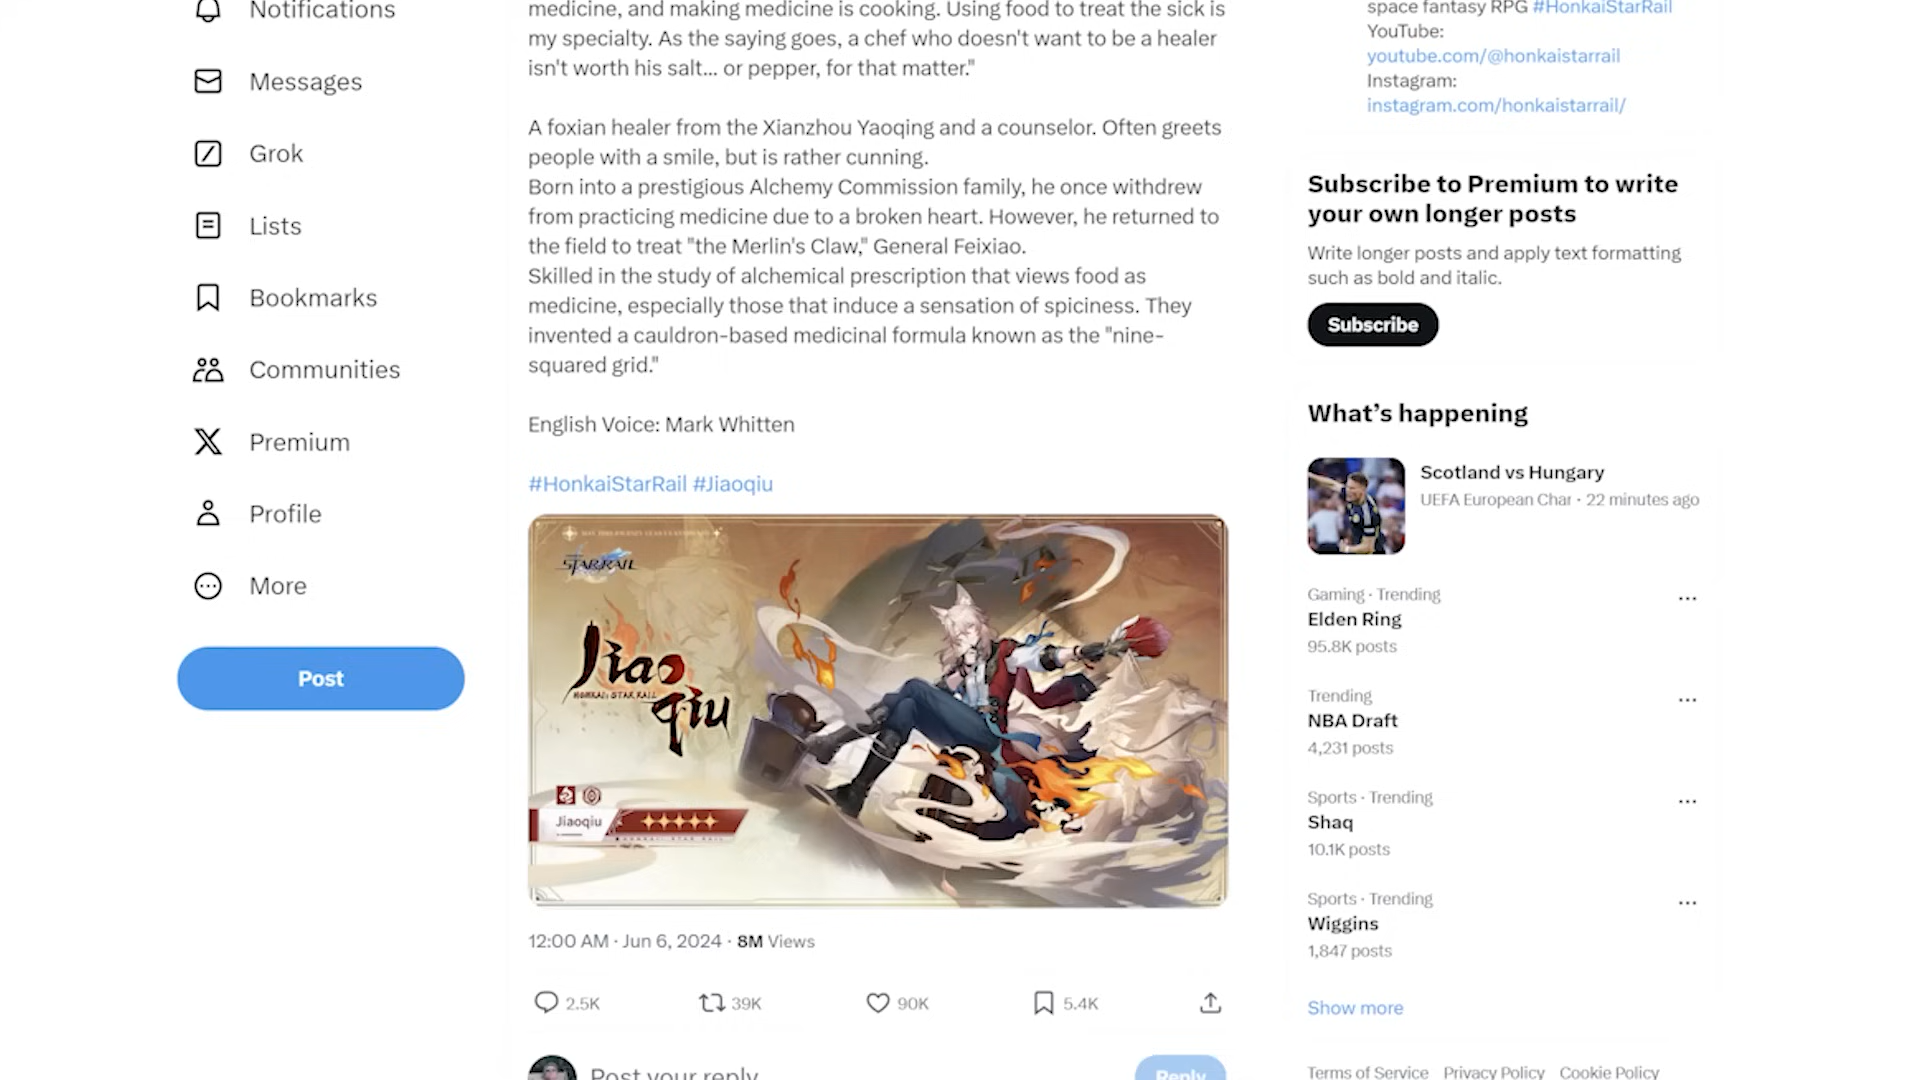 Notifications
Messages
Grok
Lists
Bookmarks
Communities
Premium
Profile
More
Post
medicine, and making medicine is cooking. Using food to treat the sick is
my specialty. As the saying goes, a chef who doesn't want to be a healer
isn't worth his salt... or pepper, for that matter."
A foxian healer from the Xianzhou Yaoqing and a counselor. Often greets
people with a smile, but is rather cunning.
Born into a prestigious Alchemy Commission family, he once withdrew
from practicing medicine due to a broken heart. However, he returned to
the field to treat "the Merlin's Claw," General Feixiao.
Skilled in the study of alchemical prescription that views food as
medicine, especially those that induce a sensation of spiciness. They
invented a cauldron-based medicinal formula known as the "nine-
squared grid."
English Voice: Mark Whitten
#HonkaiStarRail #Jiaoqiu
STAR RAIL
Jiao
HONKAI: STAR RAIL
qiu
Jiaoqiu
HONKAI: STAR RAIL
12:00 AM · Jun 6, 2024 · 8M Views
2.5K
39K
90K
5.4K
Post your reply
Reply
space fantasy RPG #HonkaiStarRail
YouTube:
youtube.com/@honkaistarrail
Instagram:
instagram.com/honkaistarrail/
Subscribe to Premium to write
your own longer posts
Write longer posts and apply text formatting
such as bold and italic.
Subscribe
What's happening
Scotland vs Hungary
UEFA European Char · 22 minutes ago
Gaming · Trending
Elden Ring
95.8K posts
Trending
NBA Draft
4,231 posts
Sports · Trending
Shaq
10.1K posts
Sports · Trending
Wiggins
1,847 posts
Show more
Terms of Service Privacy Policy Cookie Policy